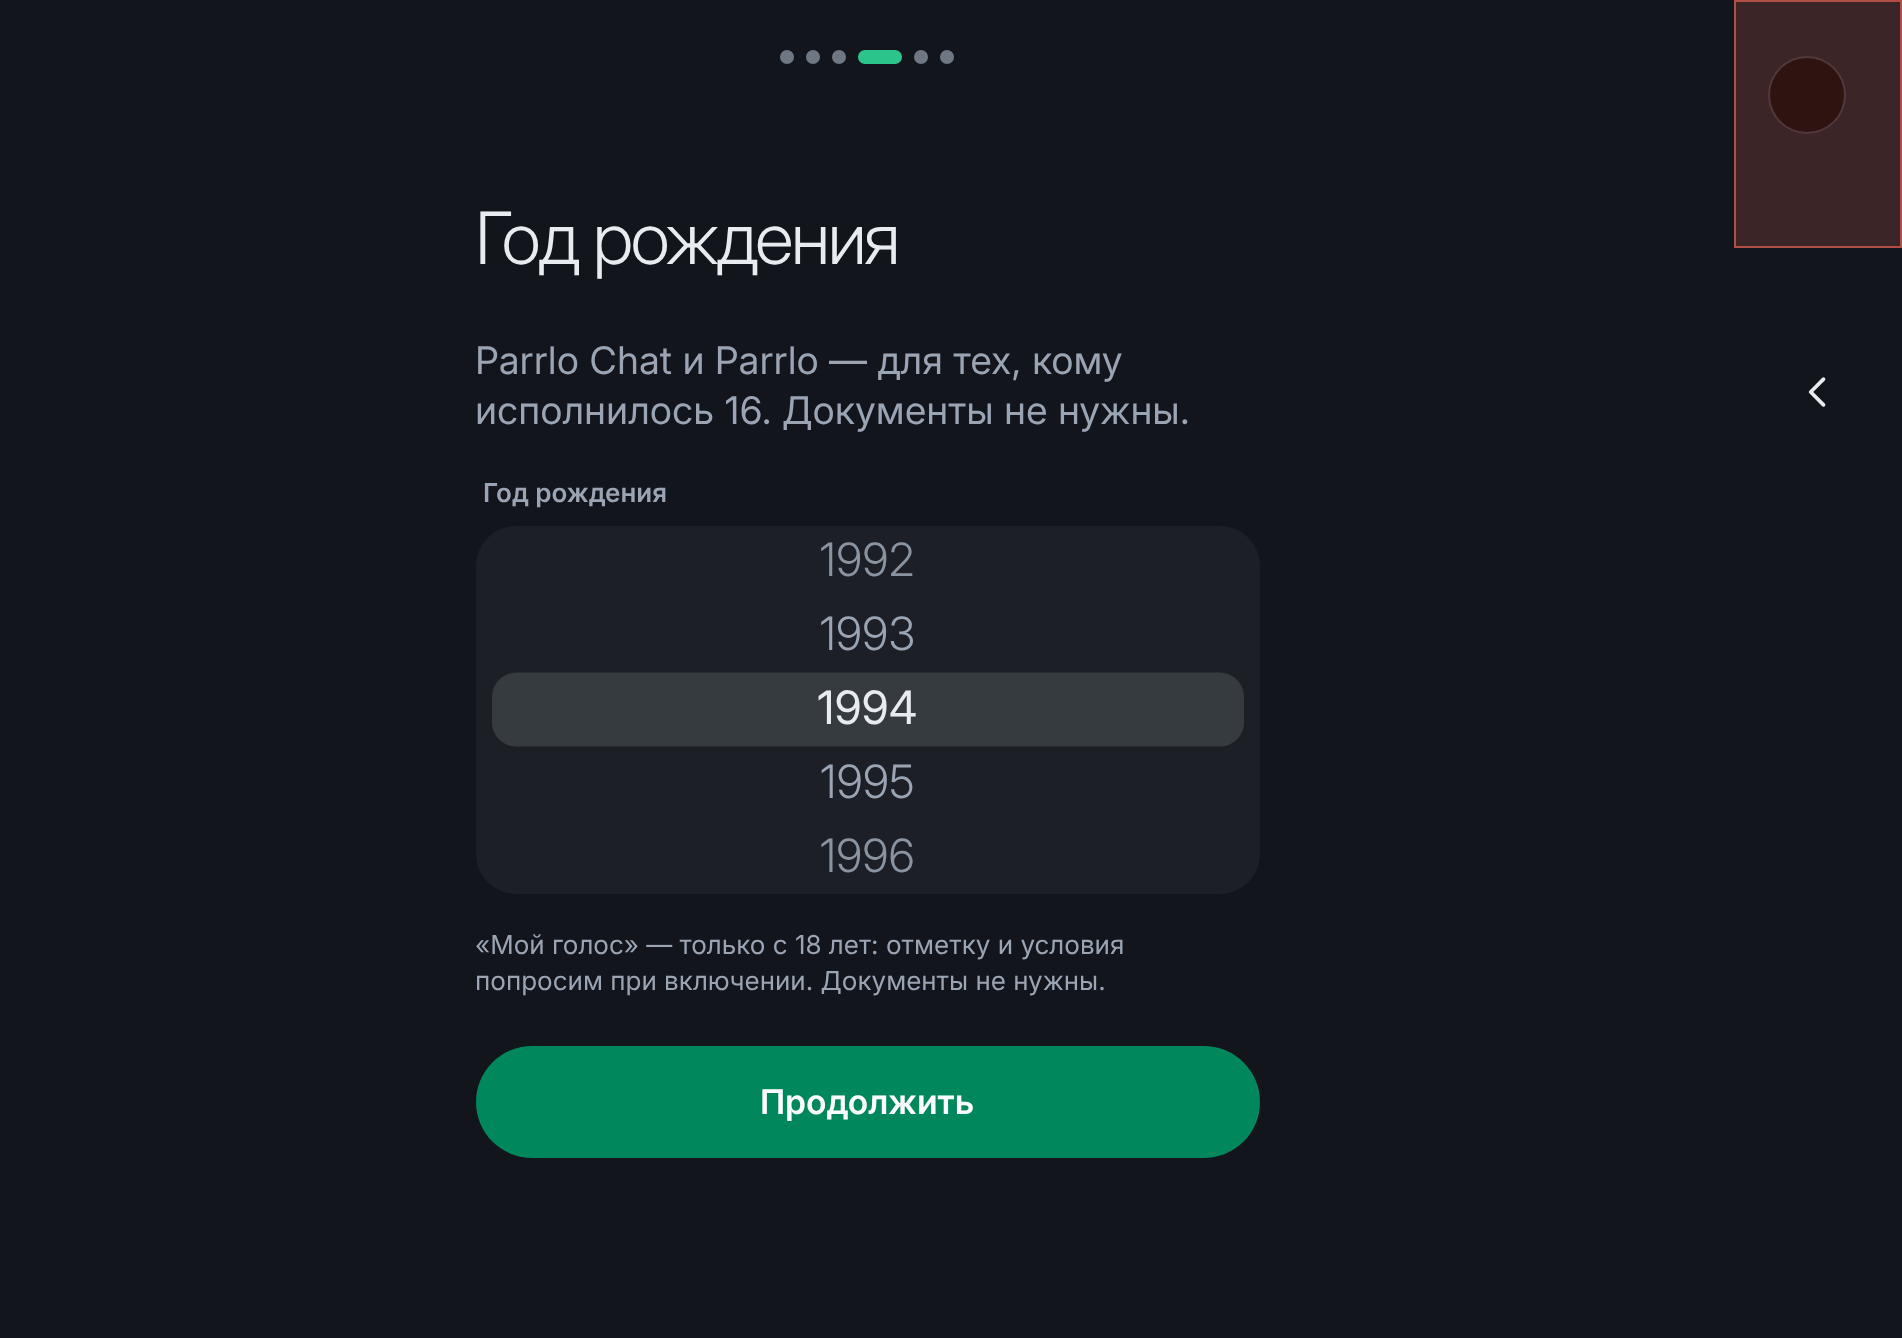 Год рождения
Parrlo Chat и Parrlo — для тех, кому
исполнилось 16. Документы не нужны.
Год рождения
1992
1993
1994
1995
1996
«Мой голос» — только с 18 лет: отметку и условия
попросим при включении. Документы не нужны.
Продолжить